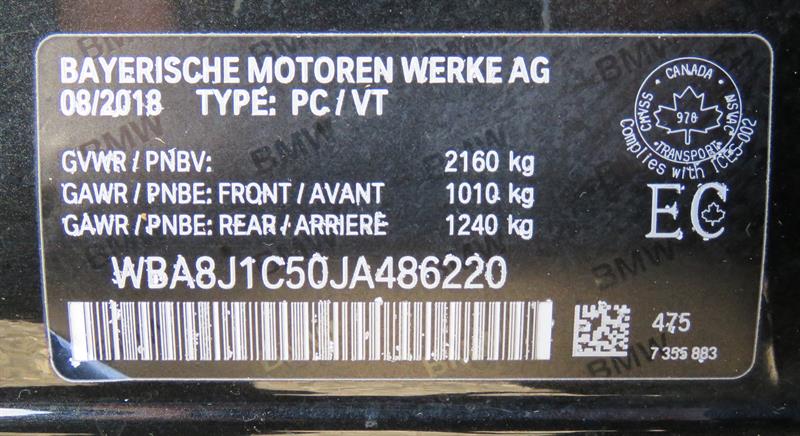 BAYERISCHE MOTOREN WERKE AG
08/2018 TYPE: PC / VT
GVWR / PNBV: 2160 kg
GAWR / PNBE: FRONT / AVANT 1010 kg
GAWR / PNBE: REAR / ARRIERE 1240 kg
WBA8J1C50JA486220
CANADA
CMVSS
NSVAC
978
TRANSPORT
Complies with ICES-002
EC
475
7 355 883
BMW